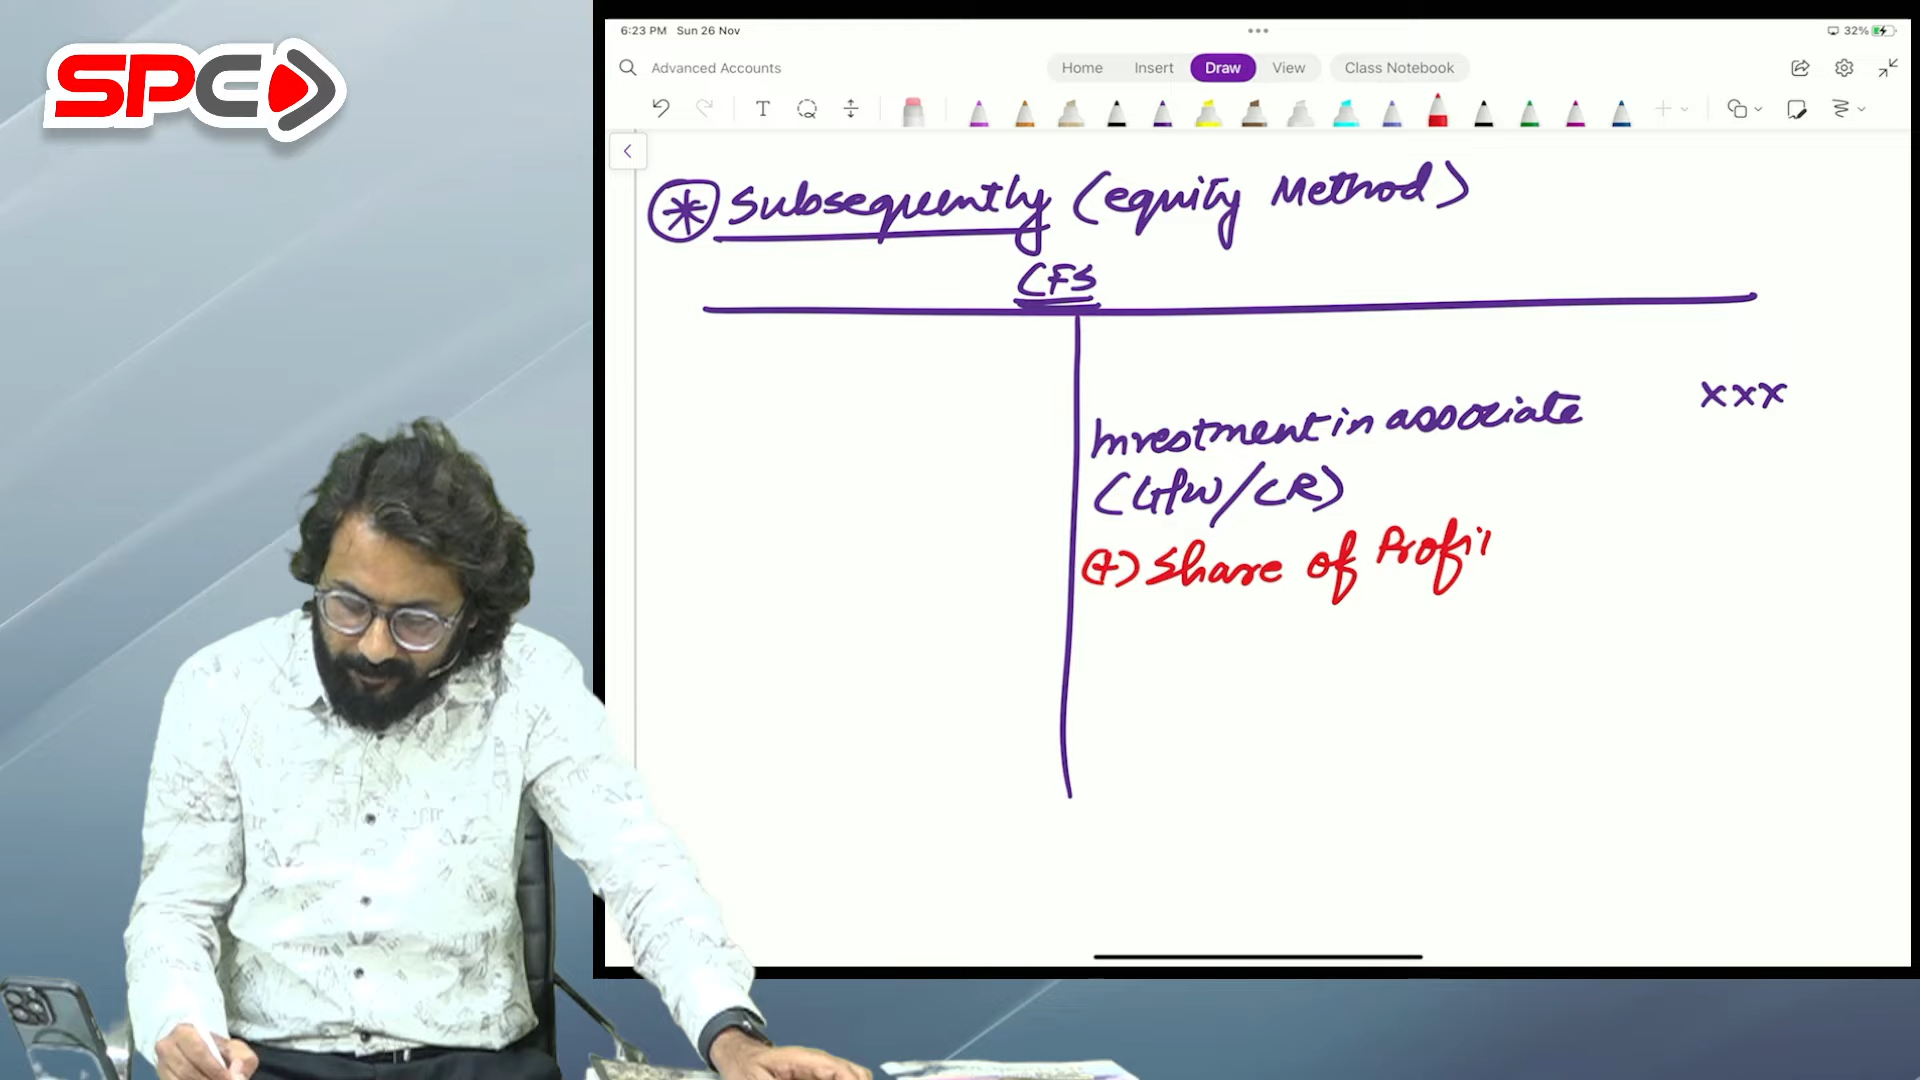 SPE
6:23 PM Sun 26 Nov
32%
Advanced Accounts
Home Insert Draw View Class Notebook
Subsequently (equity Method)
CFS
Investment in associate xxx
(G/W/CR)
(+) Share of Profi